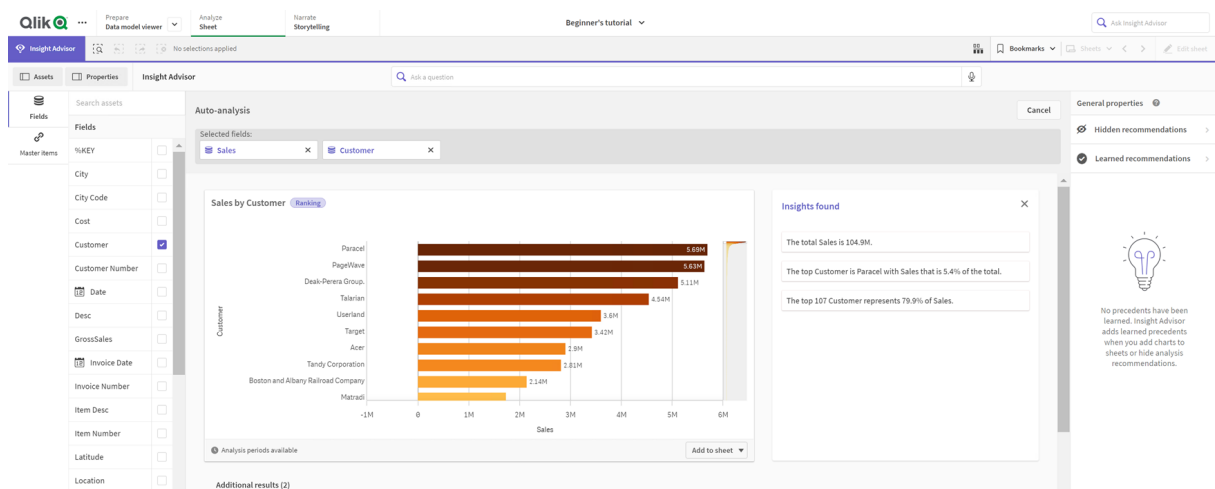 Qlik
Prepare
Data model viewer
Analyze
Sheet
Narrate
Storytelling
Beginner's tutorial
Ask Insight Advisor
Insight Advisor
No selections applied
Bookmarks
Sheets
Edit sheet
Assets
Properties
Insight Advisor
Ask a question
Fields
Master items
Search assets
Fields
%KEY
City
City Code
Cost
Customer
Customer Number
Date
Desc
GrossSales
Invoice Date
Invoice Number
Item Desc
Item Number
Latitude
Location
Auto-analysis
Cancel
Selected fields:
Sales
Customer
Sales by Customer
Ranking
Customer
Paracel
5.69M
PageWave
5.63M
Deak-Perera Group.
5.11M
Talarian
4.54M
Userland
3.6M
Target
3.42M
Acer
2.9M
Tandy Corporation
2.81M
Boston and Albany Railroad Company
2.14M
Matradi
-1M 0 1M 2M 3M 4M 5M 6M
Sales
Analysis periods available
Add to sheet
Additional results (2)
Insights found
The total Sales is 104.9M.
The top Customer is Paracel with Sales that is 5.4% of the total.
The top 107 Customer represents 79.9% of Sales.
General properties
Hidden recommendations
Learned recommendations
No precedents have been
learned. Insight Advisor
adds learned precedents
when you add charts to
sheets or hide analysis
recommendations.